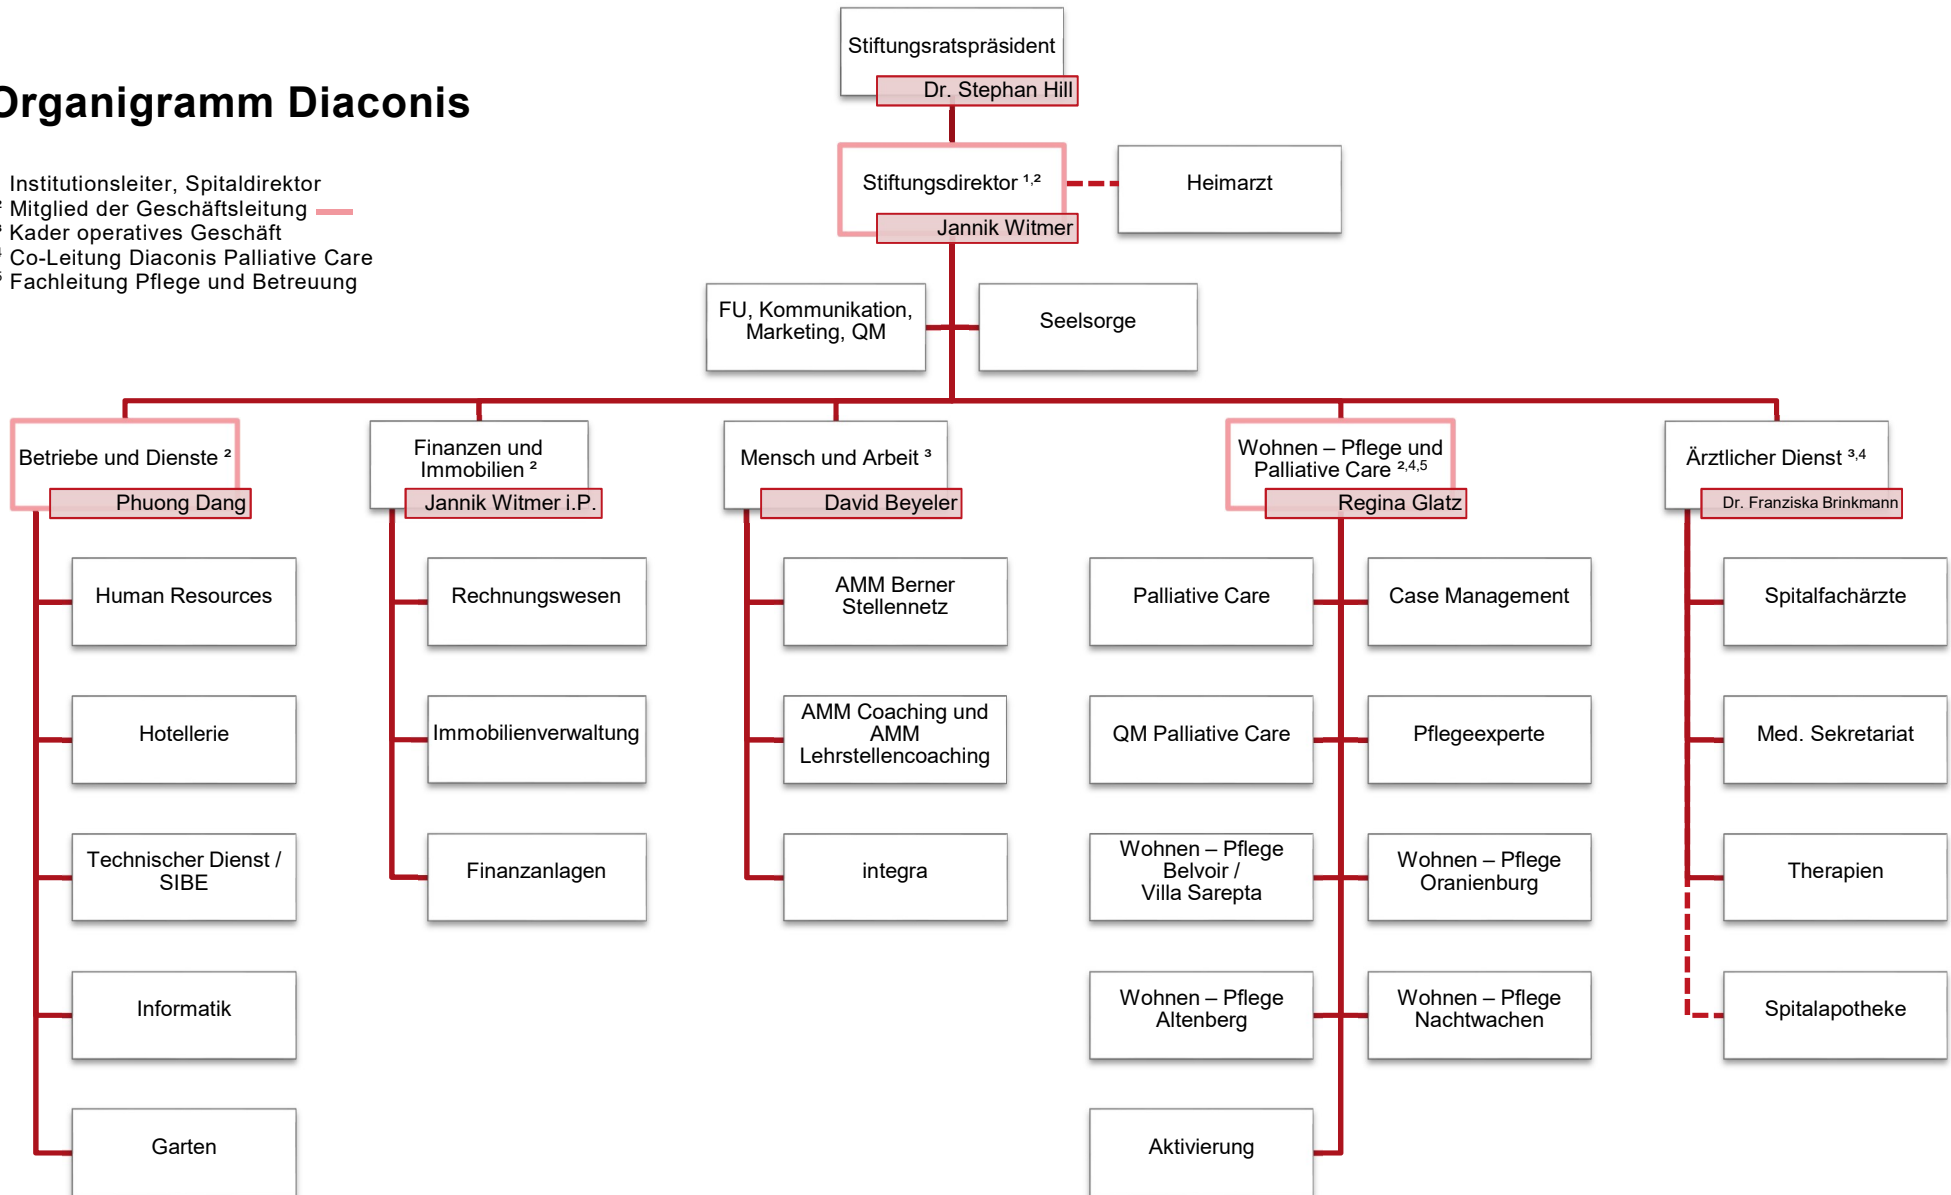 Stiftungsratspräsident
Dr. Stephan Hill
Organigramm Diaconis
Institutionsleiter, Spitaldirektor
² Mitglied der Geschäftsleitung
³ Kader operatives Geschäft
⁴ Co-Leitung Diaconis Palliative Care
⁵ Fachleitung Pflege und Betreuung
Stiftungsdirektor ¹,²
Jannik Witmer
Heimarzt
FU, Kommunikation,
Marketing, QM
Seelsorge
Betriebe und Dienste ²
Phuong Dang
Finanzen und
Immobilien ²
Jannik Witmer i.P.
Mensch und Arbeit ³
David Beyeler
Wohnen – Pflege und
Palliative Care ²,⁴,⁵
Regina Glatz
Ärztlicher Dienst ³,⁴
Dr. Franziska Brinkmann
Human Resources
Rechnungswesen
AMM Berner
Stellennetz
Palliative Care
Case Management
Spitalfachärzte
Hotellerie
Immobilienverwaltung
AMM Coaching und
AMM
Lehrstellencoaching
QM Palliative Care
Pflegeexperte
Med. Sekretariat
Technischer Dienst /
SIBE
Finanzanlagen
integra
Wohnen – Pflege
Belvoir /
Villa Sarepta
Wohnen – Pflege
Oranienburg
Therapien
Informatik
Wohnen – Pflege
Altenberg
Wohnen – Pflege
Nachtwachen
Spitalapotheke
Garten
Aktivierung